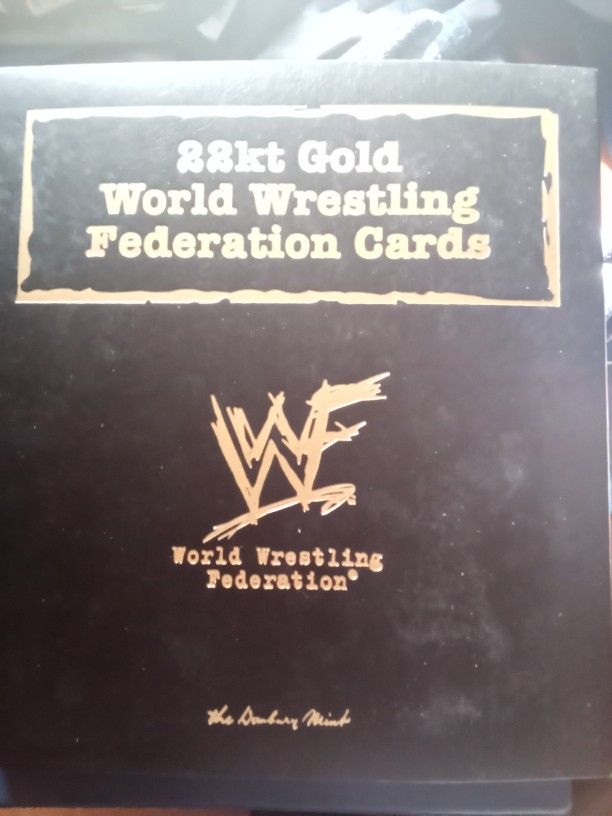 22kt Gold
World Wrestling
Federation Cards
WF
World Wrestling
Federation®
The Danbury Mint